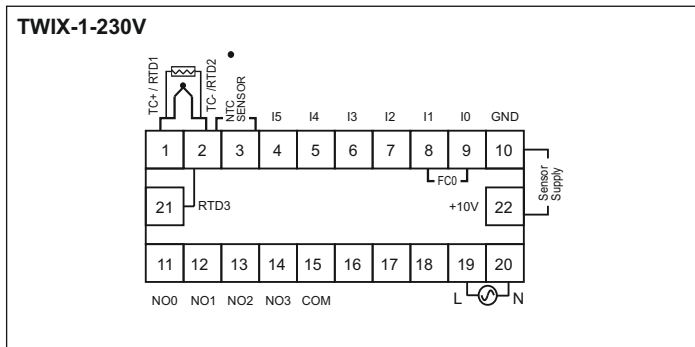 TWIX-1-230V
TC+ / RTD1
TC- /RTD2
NTC
SENSOR
I5 I4 I3 I2 I1 I0 GND
1 2 3 4 5 6 7 8 9 10
FC0
Sensor
Supply
21 RTD3 +10V 22
11 12 13 14 15 16 17 18 19 20
NO0 NO1 NO2 NO3 COM L N